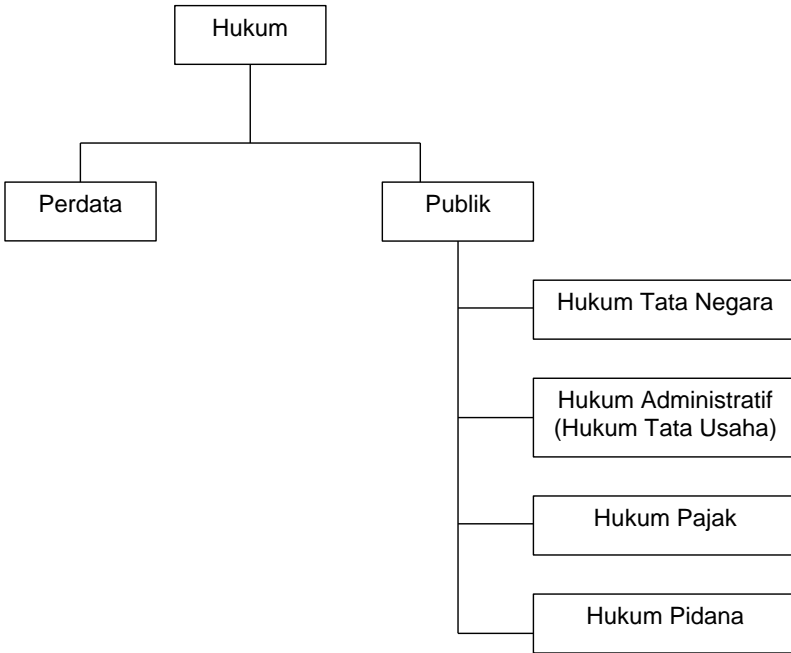 Hukum
Perdata
Publik
Hukum Tata Negara
Hukum Administratif
(Hukum Tata Usaha)
Hukum Pajak
Hukum Pidana